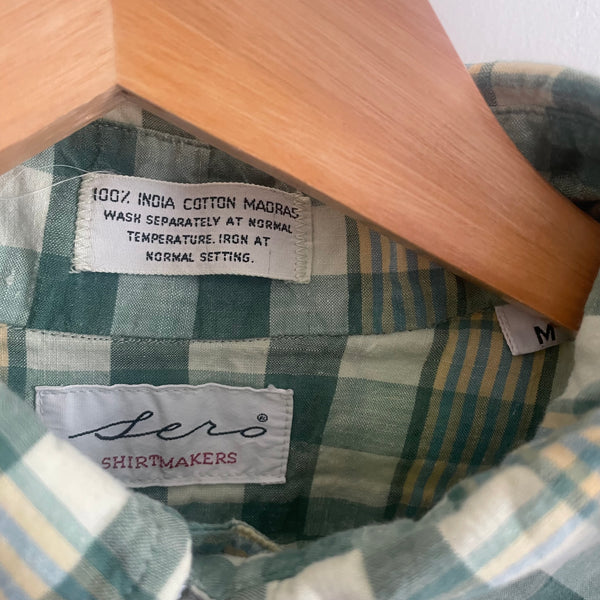 100% INDIA COTTON MADRAS
WASH SEPARATELY AT NORMAL
TEMPERATURE. IRON AT
NORMAL SETTING.
M
Sero®
SHIRTMAKERS